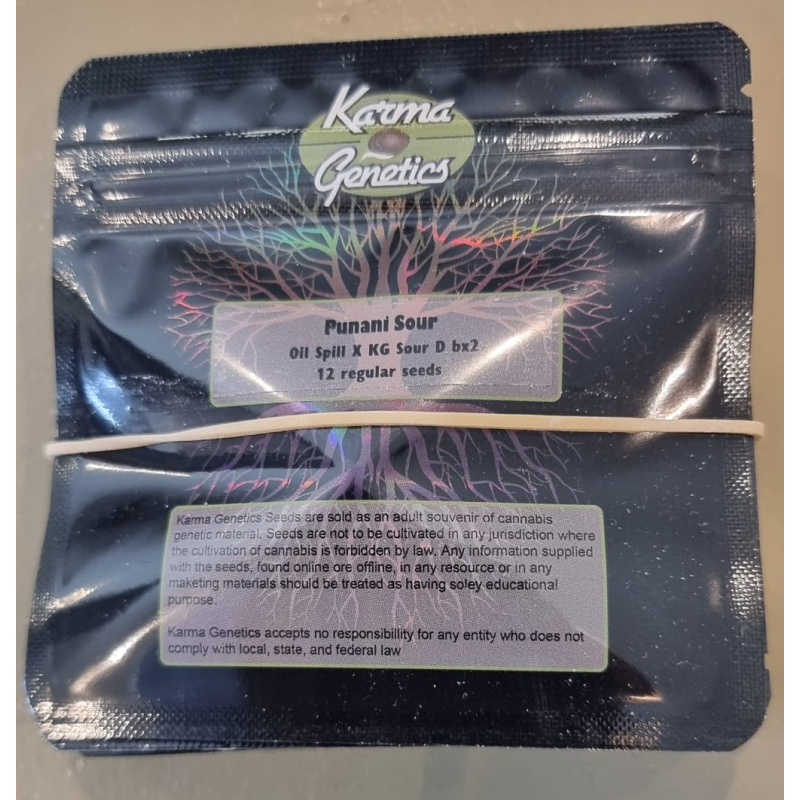 Karma
Genetics
Punani Sour
Oil Spill X KG Sour D bx2
12 regular seeds
Karma Genetics Seeds are sold as an adult souvenir of cannabis
genetic material. Seeds are not to be cultivated in any jurisdiction where
the cultivation of cannabis is forbidden by law. Any information supplied
with the seeds, found online ore offline, in any resource or in any
maketing materials should be treated as having soley educational
purpose.
Karma Genetics accepts no responsibillity for any entity who does not
comply with local, state, and federal law